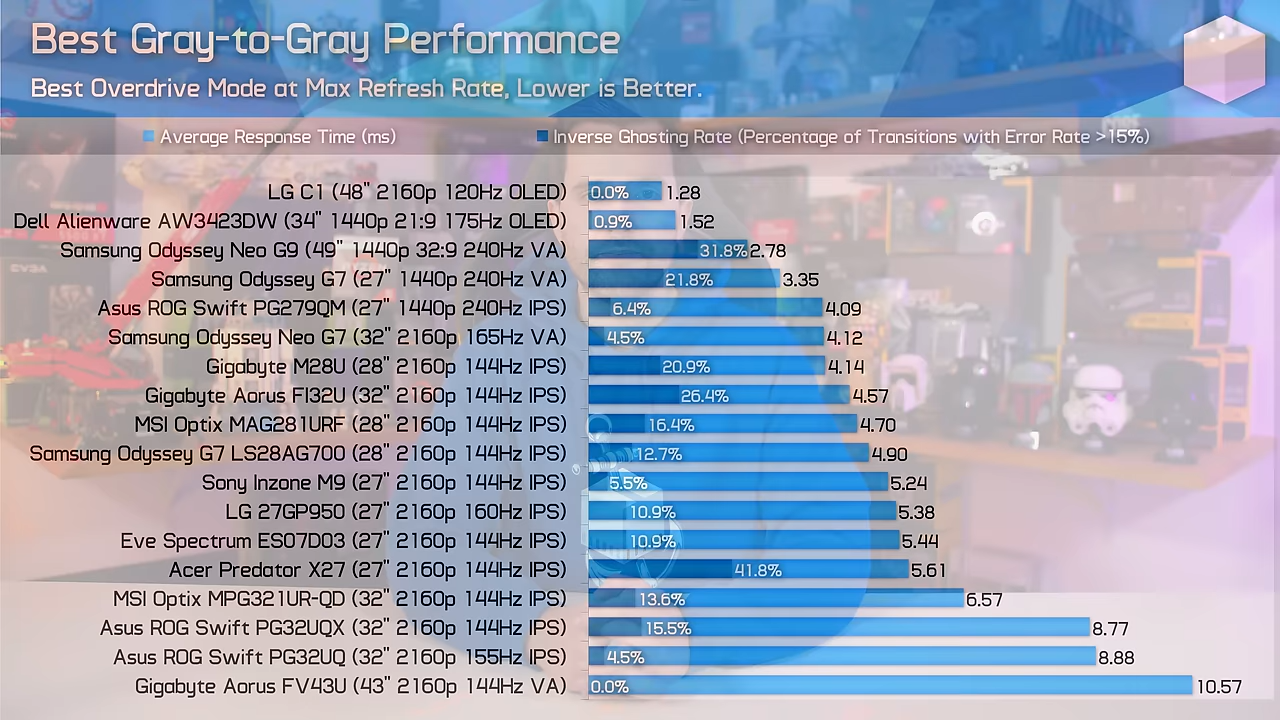 Best Gray-to-Gray Performance
Best Overdrive Mode at Max Refresh Rate, Lower is Better.
Average Response Time (ms) Inverse Ghosting Rate (Percentage of Transitions with Error Rate >15%)
LG C1 (48" 2160p 120Hz OLED) 0.0% 1.28
Dell Alienware AW3423DW (34" 1440p 21:9 175Hz OLED) 0.9% 1.52
Samsung Odyssey Neo G9 (49" 1440p 32:9 240Hz VA) 31.8% 2.78
Samsung Odyssey G7 (27" 1440p 240Hz VA) 21.8% 3.35
Asus ROG Swift PG279QM (27" 1440p 240Hz IPS) 6.4% 4.09
Samsung Odyssey Neo G7 (32" 2160p 165Hz VA) 4.5% 4.12
Gigabyte M28U (28" 2160p 144Hz IPS) 20.9% 4.14
Gigabyte Aorus FI32U (32" 2160p 144Hz IPS) 26.4% 4.57
MSI Optix MAG281URF (28" 2160p 144Hz IPS) 16.4% 4.70
Samsung Odyssey G7 LS28AG700 (28" 2160p 144Hz IPS) 12.7% 4.90
Sony Inzone M9 (27" 2160p 144Hz IPS) 5.5% 5.24
LG 27GP950 (27" 2160p 160Hz IPS) 10.9% 5.38
Eve Spectrum ES07D03 (27" 2160p 144Hz IPS) 10.9% 5.44
Acer Predator X27 (27" 2160p 144Hz IPS) 41.8% 5.61
MSI Optix MPG321UR-QD (32" 2160p 144Hz IPS) 13.6% 6.57
Asus ROG Swift PG32UQX (32" 2160p 144Hz IPS) 15.5% 8.77
Asus ROG Swift PG32UQ (32" 2160p 155Hz IPS) 4.5% 8.88
Gigabyte Aorus FV43U (43" 2160p 144Hz VA) 0.0% 10.57
EVGA